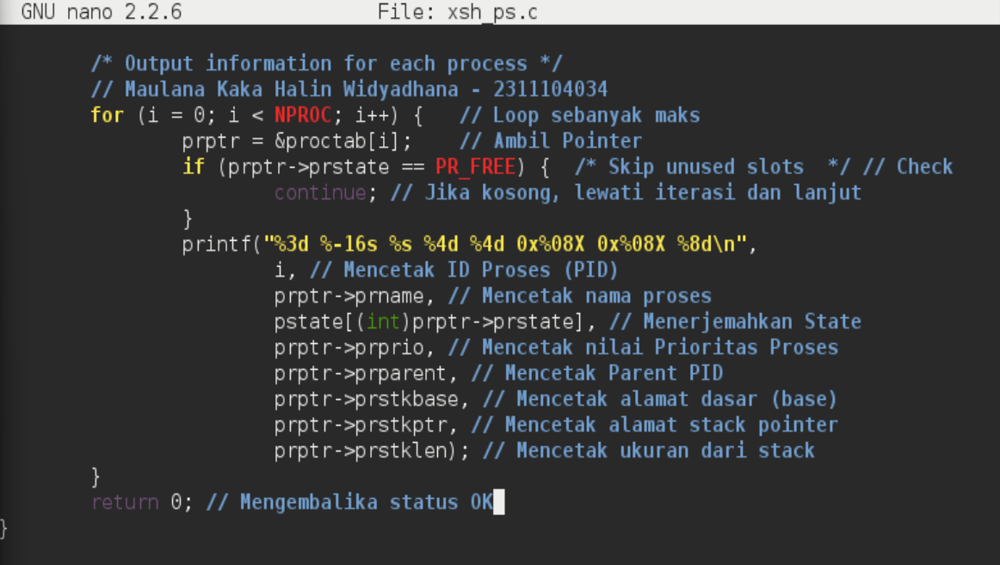 GNU nano 2.2.6 File: xsh_ps.c
/* Output information for each process */
// Maulana Kaka Halin Widyadhana - 2311104034
for (i = 0; i < NPROC; i++) { // Loop sebanyak maks
prptr = &proctab[i]; // Ambil Pointer
if (prptr->prstate == PR_FREE) { /* Skip unused slots */ // Check
continue; // Jika kosong, lewati iterasi dan lanjut
}
printf("%3d %-16s %s %4d %4d 0x%08X 0x%08X %8d\n",
i, // Mencetak ID Proses (PID)
prptr->prname, // Mencetak nama proses
pstate[(int)prptr->prstate], // Menerjemahkan State
prptr->prprio, // Mencetak nilai Prioritas Proses
prptr->prparent, // Mencetak Parent PID
prptr->prstkbase, // Mencetak alamat dasar (base)
prptr->prstkptr, // Mencetak alamat stack pointer
prptr->prstklen); // Mencetak ukuran dari stack
}
return 0; // Mengembalika status OK
}